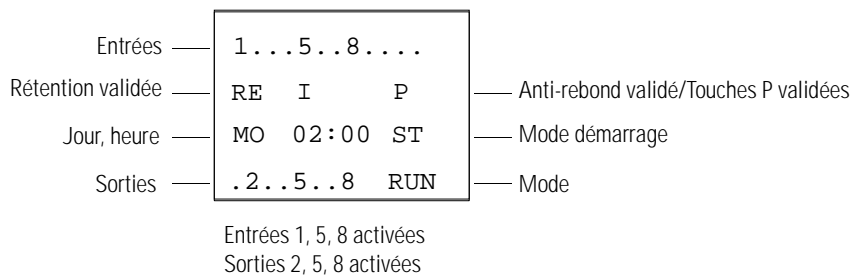 Entrées 1...5..8....
Rétention validée RE I P Anti-rebond validé/Touches P validées
Jour, heure MO 02:00 ST Mode démarrage
Sorties .2..5..8 RUN Mode
Entrées 1, 5, 8 activées
Sorties 2, 5, 8 activées